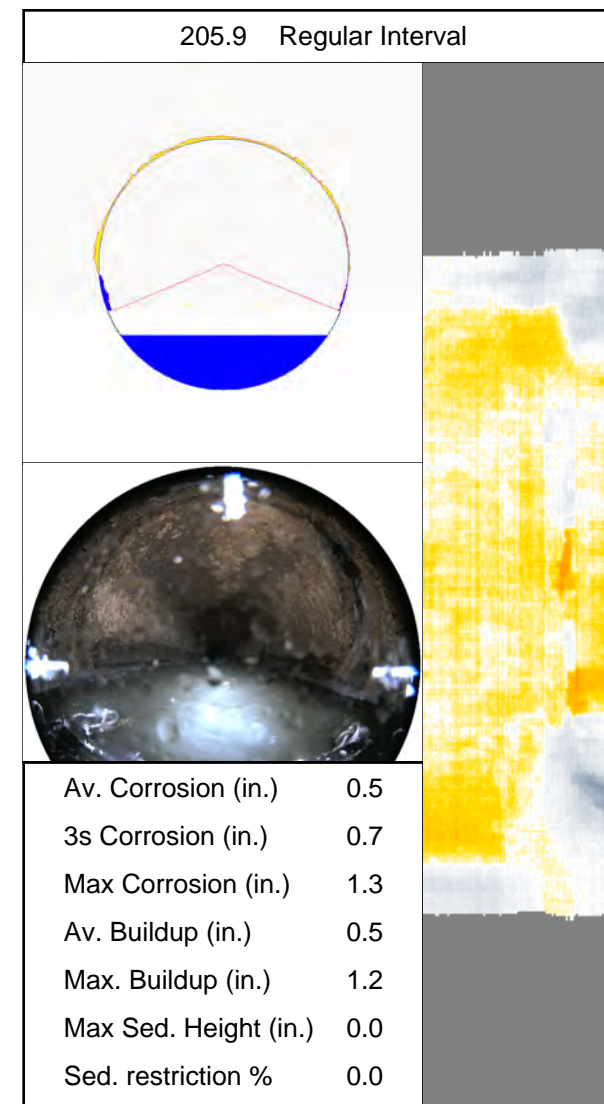 205.9 Regular Interval
Av. Corrosion (in.) 0.5
3s Corrosion (in.) 0.7
Max Corrosion (in.) 1.3
Av. Buildup (in.) 0.5
Max. Buildup (in.) 1.2
Max Sed. Height (in.) 0.0
Sed. restriction % 0.0